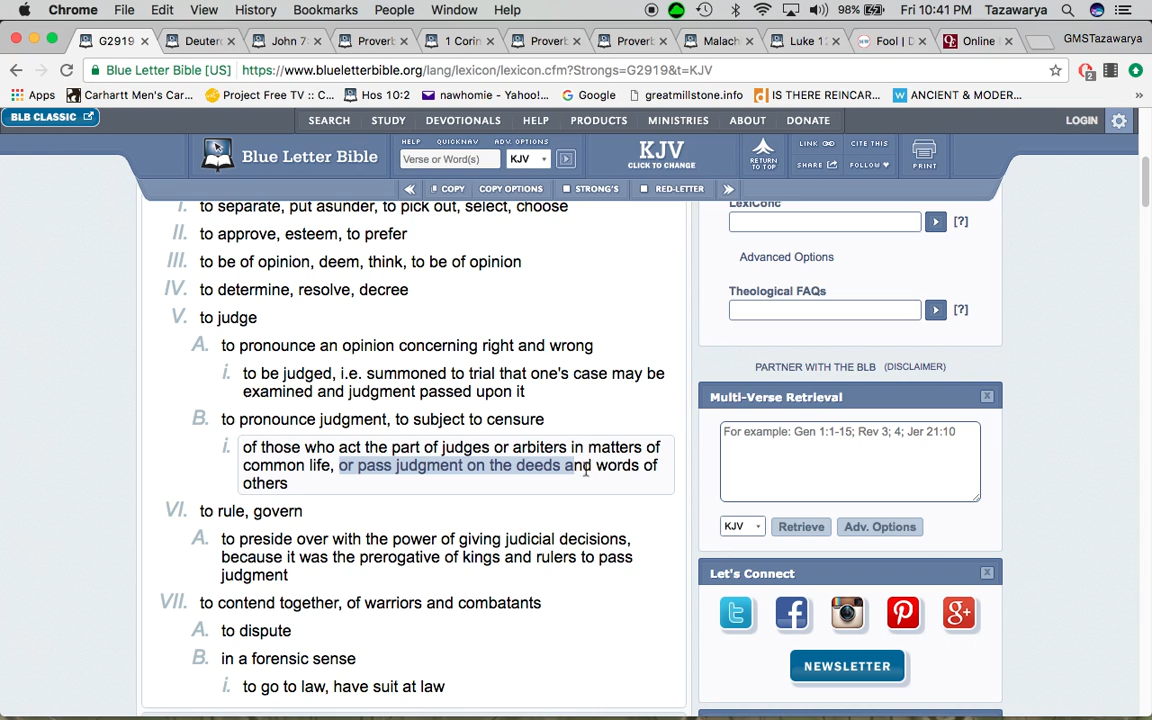 Chrome File Edit View History Bookmarks People Window Help 98% Fri 10:41 PM Tazawarya
G2919 Deutero John 7: Proverb 1 Corin Proverb Proverb Malach Luke 12 Fool | D Online GMSTazawarya
Blue Letter Bible [US] https://www.blueletterbible.org/lang/lexicon/lexicon.cfm?Strongs=G2919&t=KJV 2
Apps Carhartt Men's Car... Project Free TV :: C... Hos 10:2 nawhomie - Yahoo!... Google greatmillstone.info IS THERE REINCAR... ANCIENT & MODER... »
BLB CLASSIC SEARCH STUDY DEVOTIONALS HELP PRODUCTS MINISTRIES ABOUT DONATE LOGIN
Blue Letter Bible
HELP QUICKNAV ADV. OPTIONS
Verse or Word(s) KJV
KJV
CLICK TO CHANGE
RETURN
TO TOP
LINK CITE THIS
SHARE FOLLOW
PRINT
COPY COPY OPTIONS STRONG'S RED-LETTER
I. to separate, put asunder, to pick out, select, choose
II. to approve, esteem, to prefer
III. to be of opinion, deem, think, to be of opinion
IV. to determine, resolve, decree
V. to judge
A. to pronounce an opinion concerning right and wrong
i. to be judged, i.e. summoned to trial that one's case may be
examined and judgment passed upon it
B. to pronounce judgment, to subject to censure
i. of those who act the part of judges or arbiters in matters of
common life, or pass judgment on the deeds and words of
others
VI. to rule, govern
A. to preside over with the power of giving judicial decisions,
because it was the prerogative of kings and rulers to pass
judgment
VII. to contend together, of warriors and combatants
A. to dispute
B. in a forensic sense
i. to go to law, have suit at law
LexiConc
[?]
Advanced Options
Theological FAQs
[?]
PARTNER WITH THE BLB (DISCLAIMER)
Multi-Verse Retrieval
For example: Gen 1:1-15; Rev 3; 4; Jer 21:10
KJV Retrieve Adv. Options
Let's Connect
NEWSLETTER